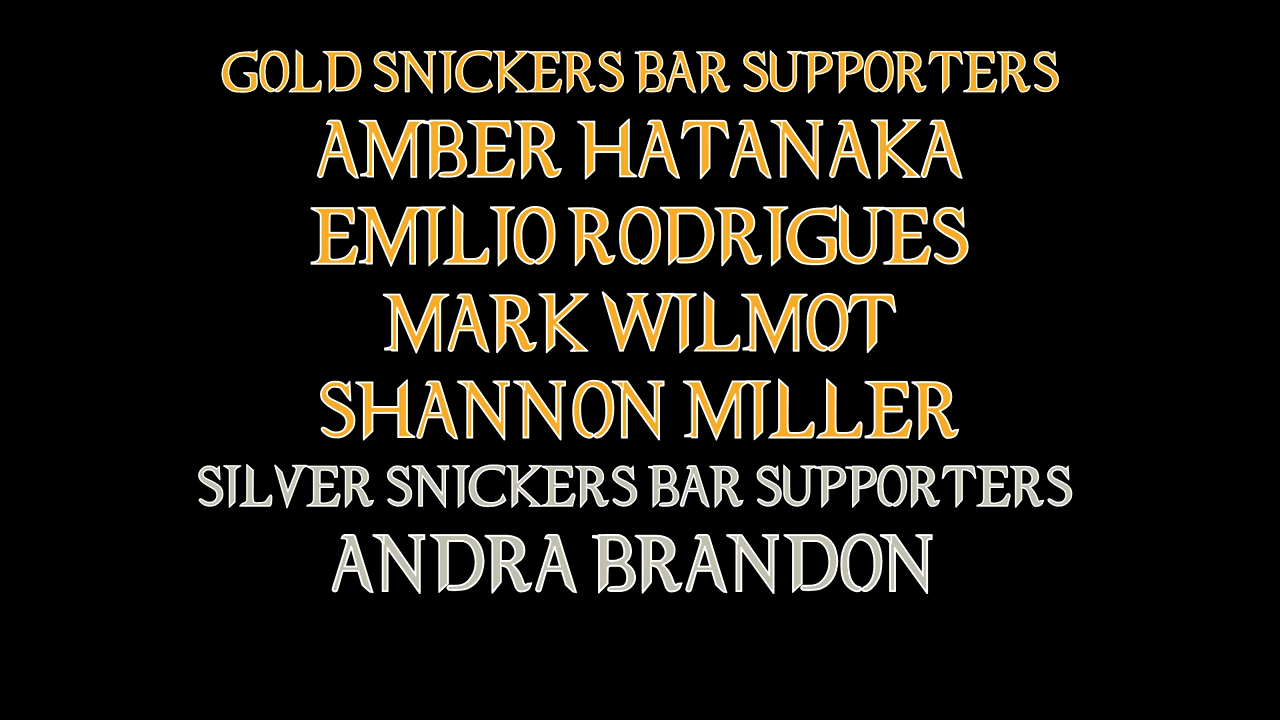 GOLD SNICKERS BAR SUPPORTERS
AMBER HATANAKA
EMILIO RODRIGUES
MARK WILMOT
SHANNON MILLER
SILVER SNICKERS BAR SUPPORTERS
ANDRA BRANDON